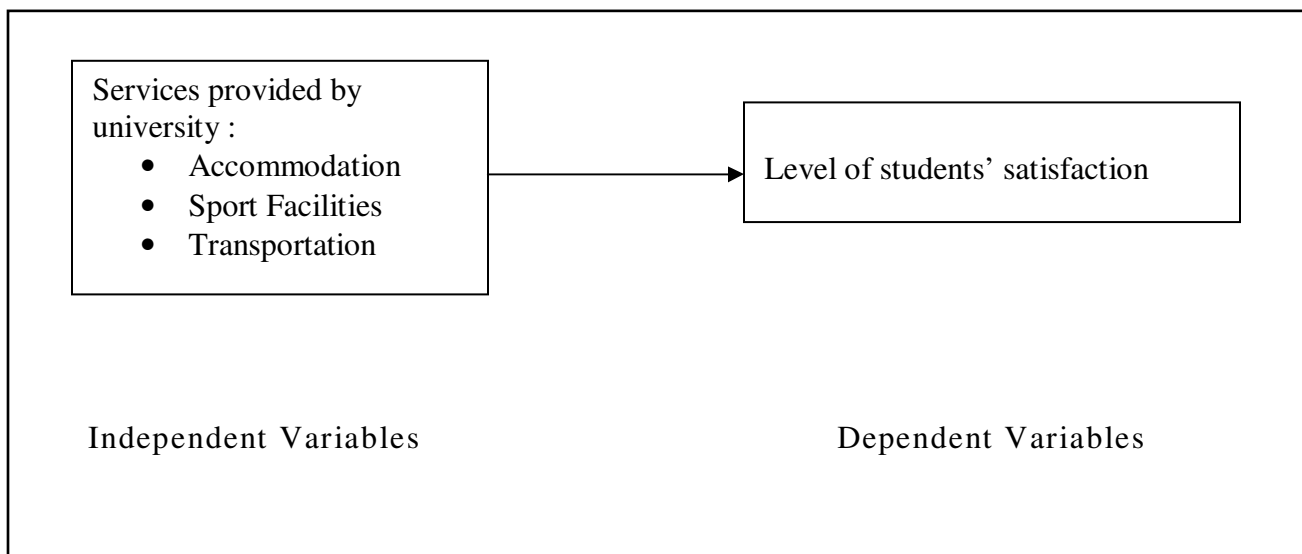 Services provided by
university :
• Accommodation
• Sport Facilities
• Transportation
Level of students’ satisfaction
Independent Variables
Dependent Variables